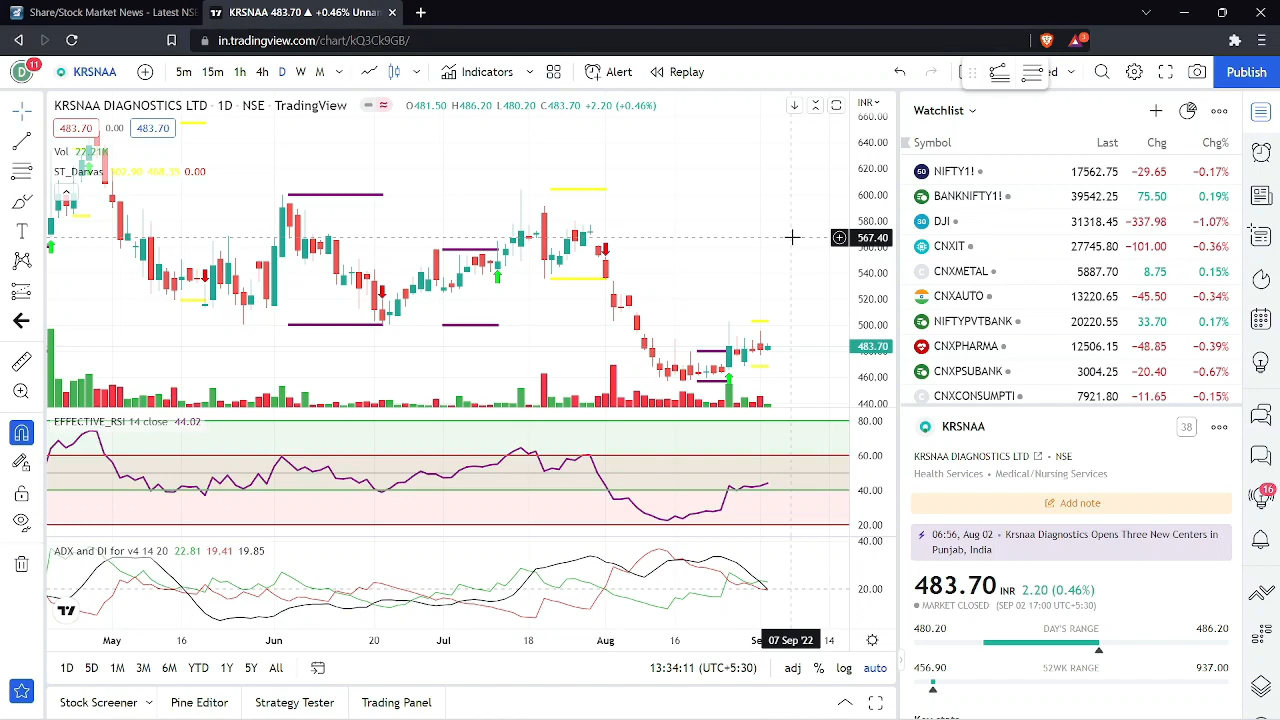 Share/Stock Market News - Latest NSE
KRSNAA 483.70 ▲ +0.46% Unnam
in.tradingview.com/chart/kQ3Ck9GB/
3
D 11 KRSNAA 5m 15m 1h 4h D W M Indicators Alert Replay Publish
KRSNAA DIAGNOSTICS LTD · 1D · NSE · TradingView O481.50 H486.20 L480.20 C483.70 +2.20 (+0.46%)
INR
483.70 0.00 483.70
Vol
0.00
660.00
640.00
620.00
600.00
580.00
567.40
560.00
540.00
520.00
500.00
483.70
460.00
440.00
EFFECTIVE_RSI 14 close 44.02
80.00
60.00
40.00
20.00
ADX and DI for v4 14 20 22.81 19.41 19.85
40.00
20.00
May 16 Jun 20 Jul 18 Aug 16 Se 07 Sep '22 14
1D 5D 1M 3M 6M YTD 1Y 5Y All 13:34:11 (UTC+5:30) adj % log auto
Stock Screener Pine Editor Strategy Tester Trading Panel
Watchlist
Symbol Last Chg Chg%
NIFTY1! 17562.75 −29.65 −0.17%
BANKNIFTY1! 39542.25 75.50 0.19%
DJI 31318.45 −337.98 −1.07%
CNXIT 27745.80 −101.00 −0.36%
CNXMETAL 5887.70 8.75 0.15%
CNXAUTO 13220.65 −45.50 −0.34%
NIFTYPVTBANK 20220.55 33.70 0.17%
CNXPHARMA 12506.15 −48.85 −0.39%
CNXPSUBANK 3004.25 −20.40 −0.67%
CNXCONSUMPTI 7921.80 −11.65 −0.15%
KRSNAA 38
KRSNAA DIAGNOSTICS LTD · NSE
Health Services • Medical/Nursing Services
Add note
06:56, Aug 02 • Krsnaa Diagnostics Opens Three New Centers in
Punjab, India
483.70 INR 2.20 (0.46%)
MARKET CLOSED (SEP 02 17:00 UTC+5:30)
480.20 DAY'S RANGE 486.20
456.90 52WK RANGE 937.00
Key stats
16